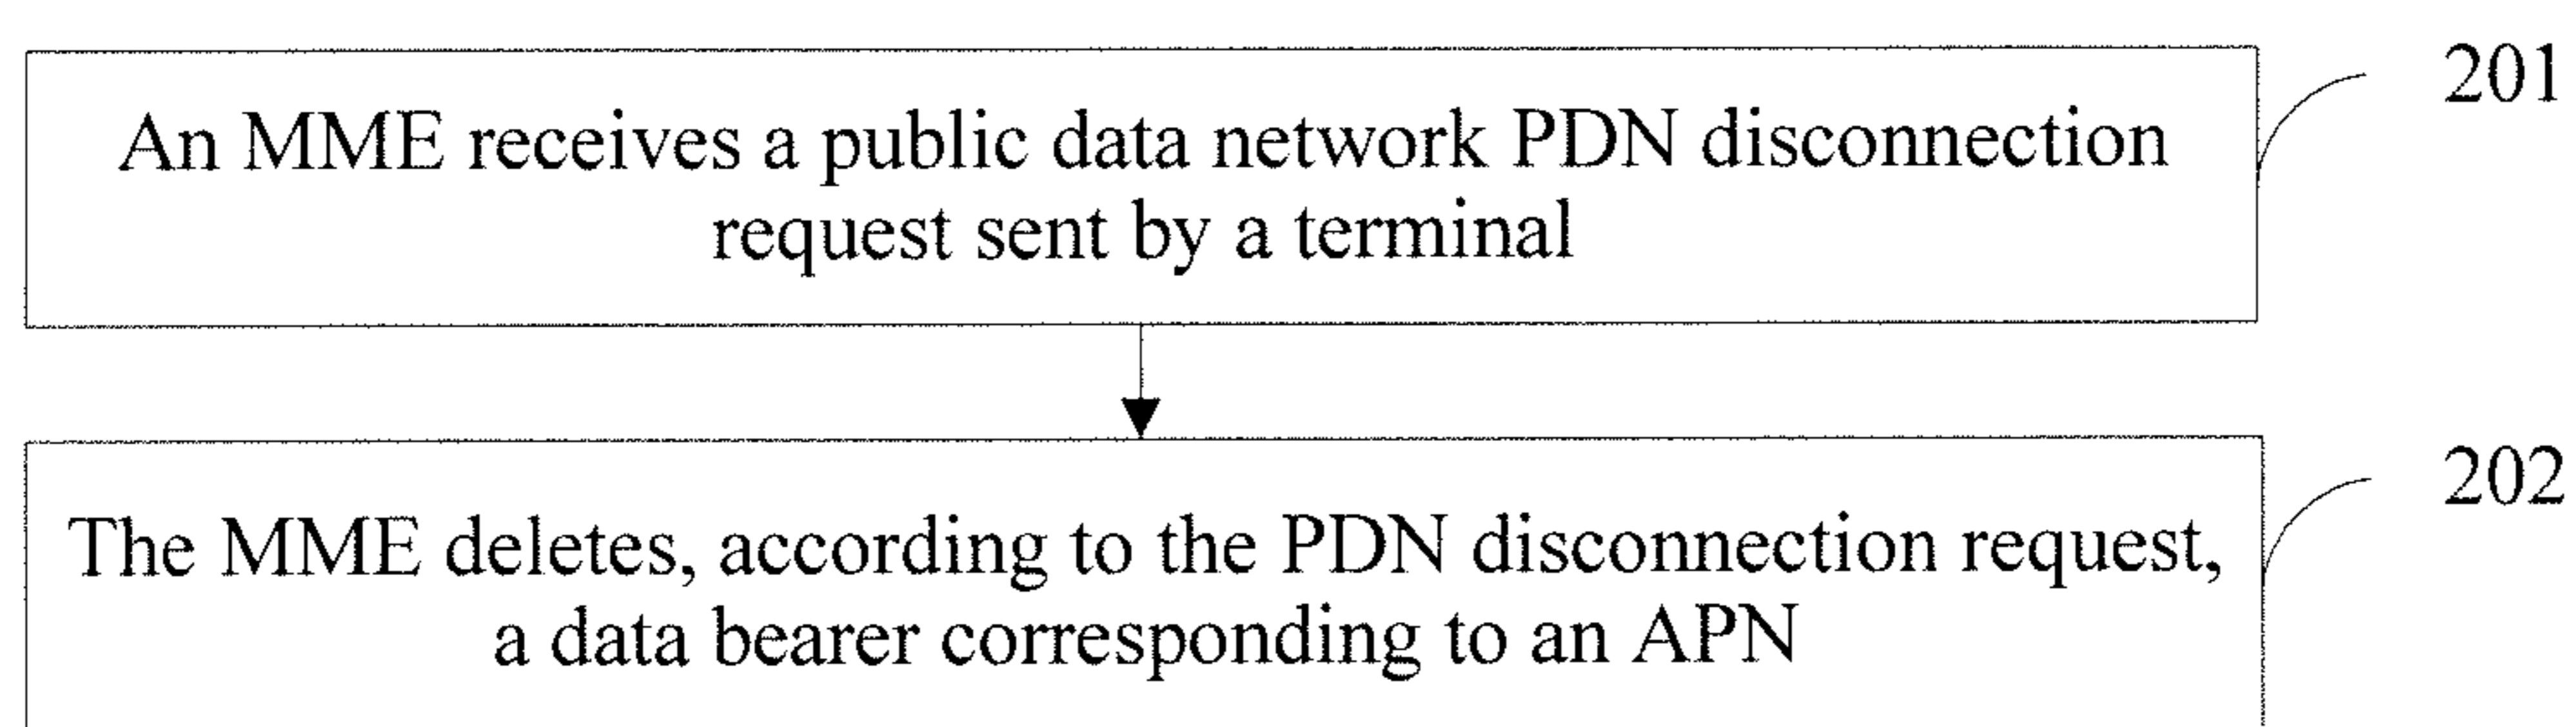 An MME receives a public data network PDN disconnection
request sent by a terminal
201
The MME deletes, according to the PDN disconnection request,
a data bearer corresponding to an APN
202